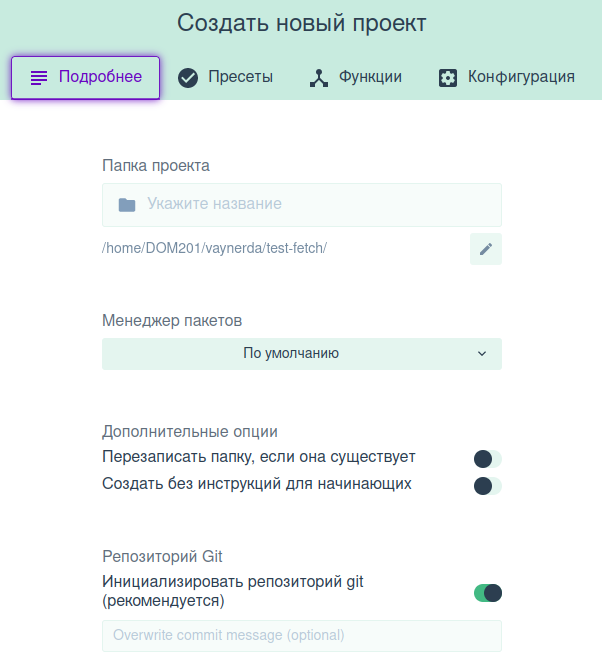 Создать новый проект
Подробнее
Пресеты
Функции
Конфигурация
Папка проекта
Укажите название
/home/DOM201/vaynerda/test-fetch/
Менеджер пакетов
По умолчанию
Дополнительные опции
Перезаписать папку, если она существует
Создать без инструкций для начинающих
Репозиторий Git
Инициализировать репозиторий git
(рекомендуется)
Overwrite commit message (optional)